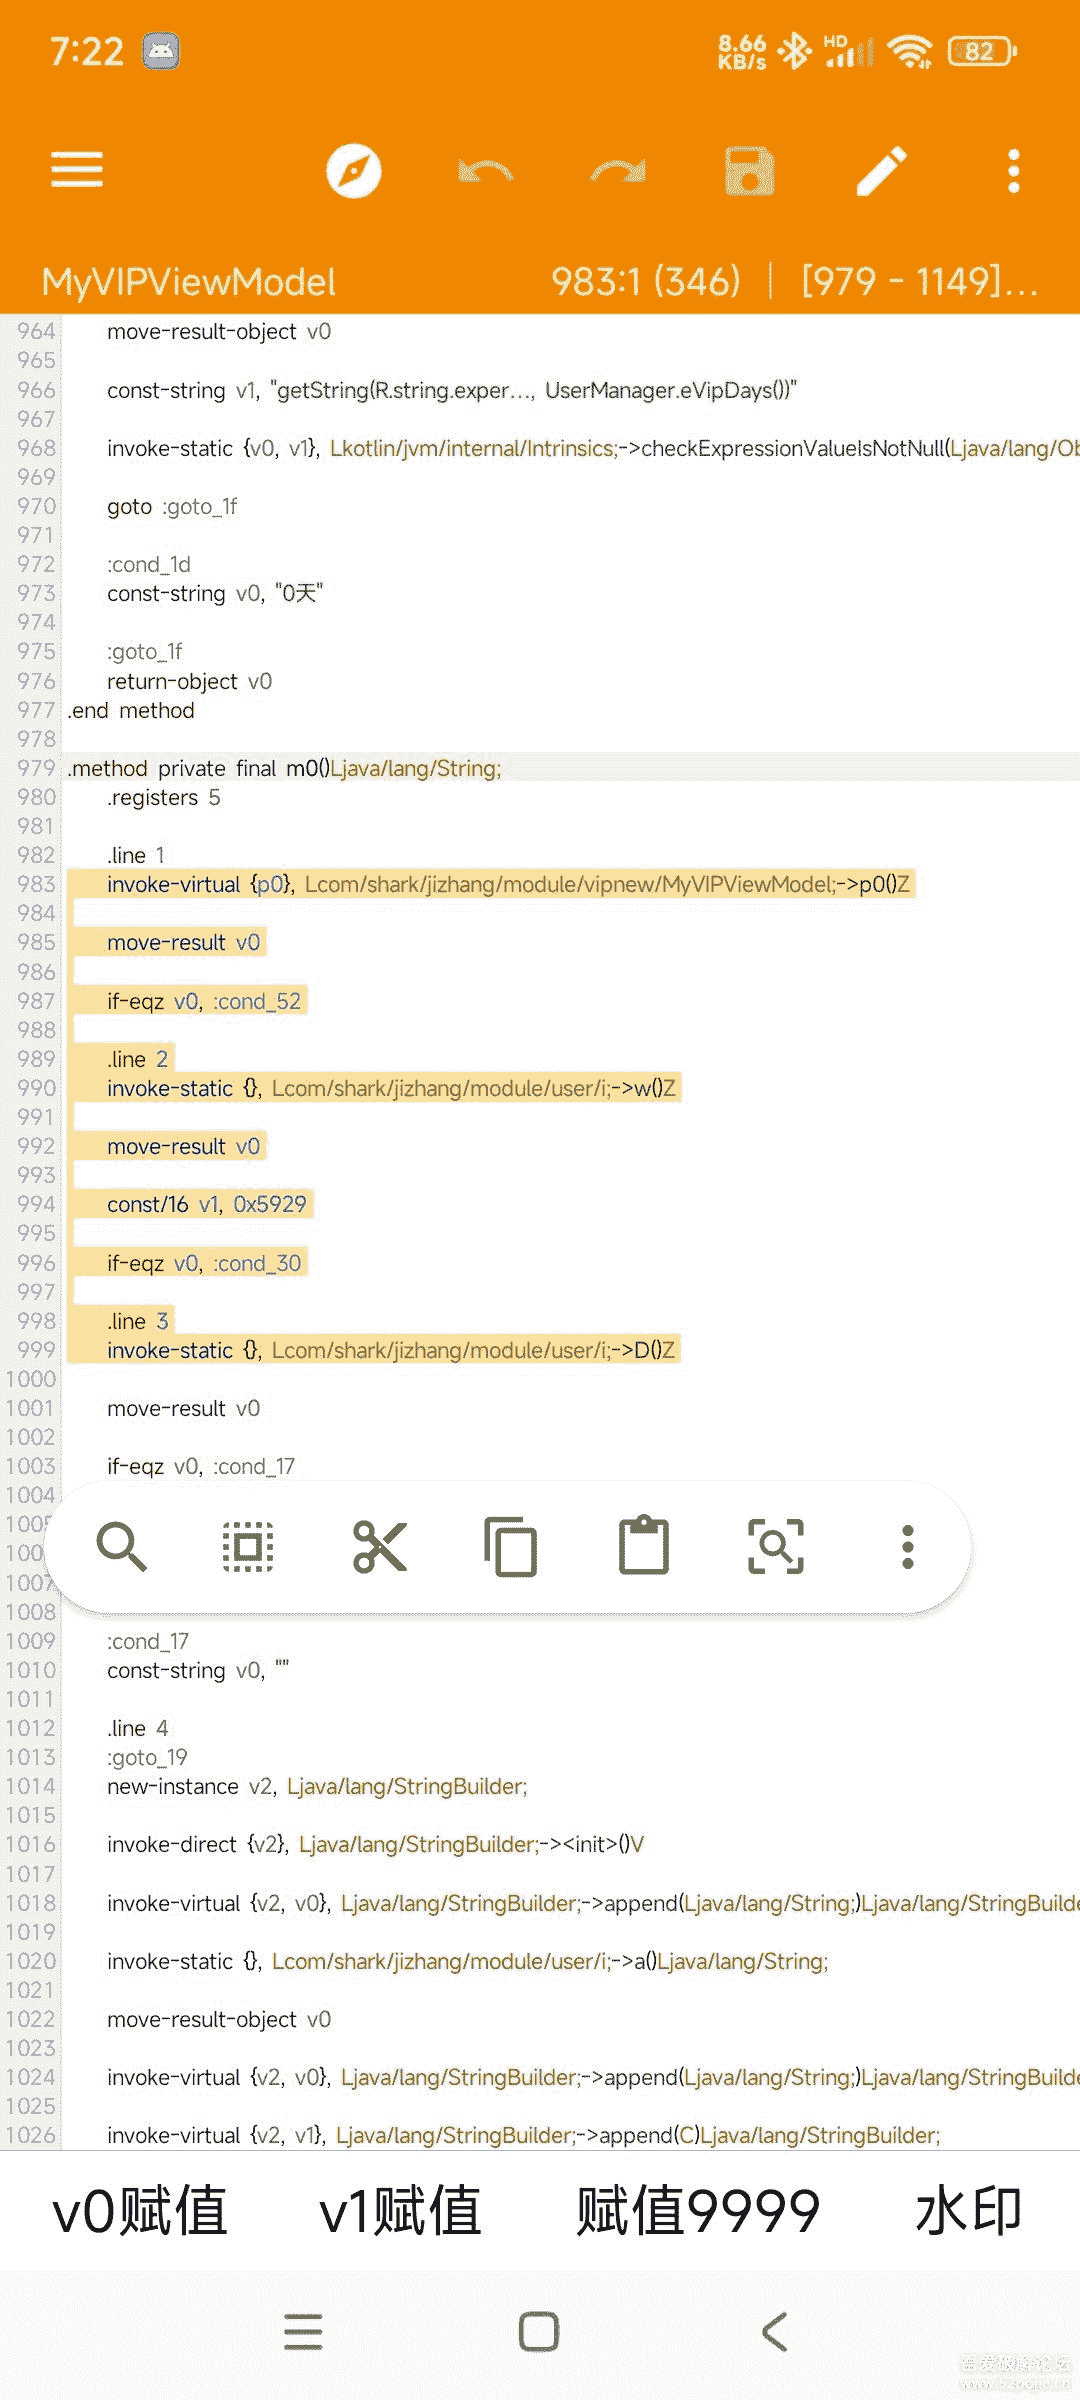 7:22
8.66 KB/s HD 82
MyVIPViewModel 983:1 (346) | [979 - 1149]...
964 move-result-object v0
965
966 const-string v1, "getString(R.string.exper…, UserManager.eVipDays())"
967
968 invoke-static {v0, v1}, Lkotlin/jvm/internal/Intrinsics;->checkExpressionValueIsNotNull(Ljava/lang/Ob
969
970 goto :goto_1f
971
972 :cond_1d
973 const-string v0, "0天"
974
975 :goto_1f
976 return-object v0
977 .end method
978
979 .method private final m0()Ljava/lang/String;
980 .registers 5
981
982 .line 1
983 invoke-virtual {p0}, Lcom/shark/jizhang/module/vipnew/MyVIPViewModel;->p0()Z
984
985 move-result v0
986
987 if-eqz v0, :cond_52
988
989 .line 2
990 invoke-static {}, Lcom/shark/jizhang/module/user/i;->w()Z
991
992 move-result v0
993
994 const/16 v1, 0x5929
995
996 if-eqz v0, :cond_30
997
998 .line 3
999 invoke-static {}, Lcom/shark/jizhang/module/user/i;->D()Z
1000
1001 move-result v0
1002
1003 if-eqz v0, :cond_17
1004
1007
1008
1009 :cond_17
1010 const-string v0, ""
1011
1012 .line 4
1013 :goto_19
1014 new-instance v2, Ljava/lang/StringBuilder;
1015
1016 invoke-direct {v2}, Ljava/lang/StringBuilder;-><init>()V
1017
1018 invoke-virtual {v2, v0}, Ljava/lang/StringBuilder;->append(Ljava/lang/String;)Ljava/lang/StringBuilde
1019
1020 invoke-static {}, Lcom/shark/jizhang/module/user/i;->a()Ljava/lang/String;
1021
1022 move-result-object v0
1023
1024 invoke-virtual {v2, v0}, Ljava/lang/StringBuilder;->append(Ljava/lang/String;)Ljava/lang/StringBuilde
1025
1026 invoke-virtual {v2, v1}, Ljava/lang/StringBuilder;->append(C)Ljava/lang/StringBuilder;
v0赋值 v1赋值 赋值9999 水印
吾爱破解论坛
www.52pojie.cn